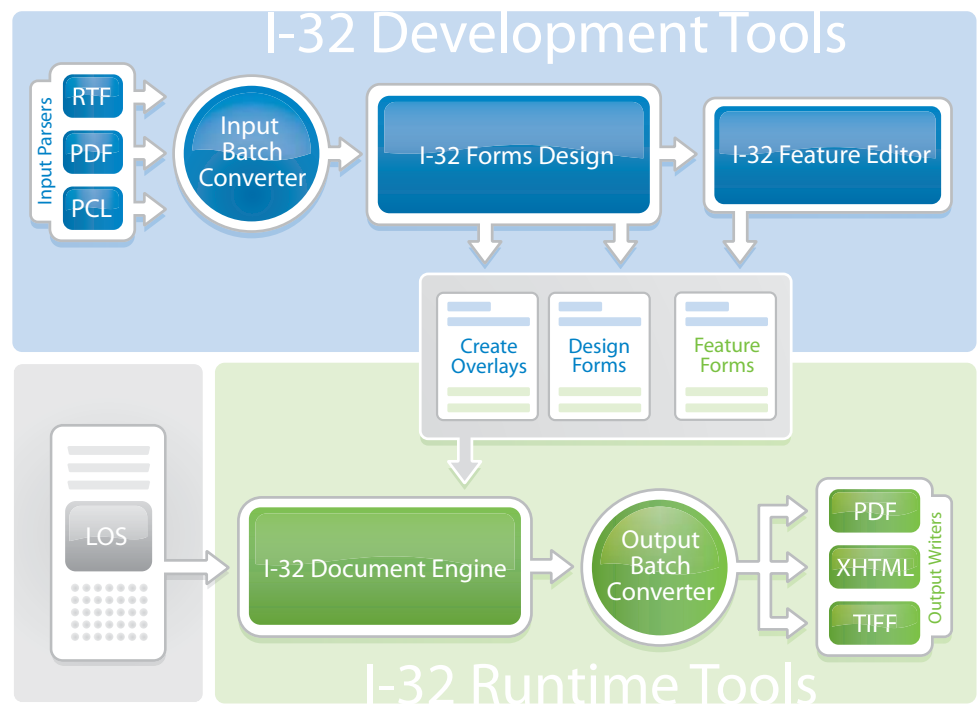 I-32 Development Tools
Input Parsers
RTF
PDF
PCL
Input
Batch
Converter
I-32 Forms Design
I-32 Feature Editor
Create
Overlays
Design
Forms
Feature
Forms
LOS
I-32 Document Engine
Output
Batch
Converter
PDF
XHTML
TIFF
Output Writers
I-32 Runtime Tools